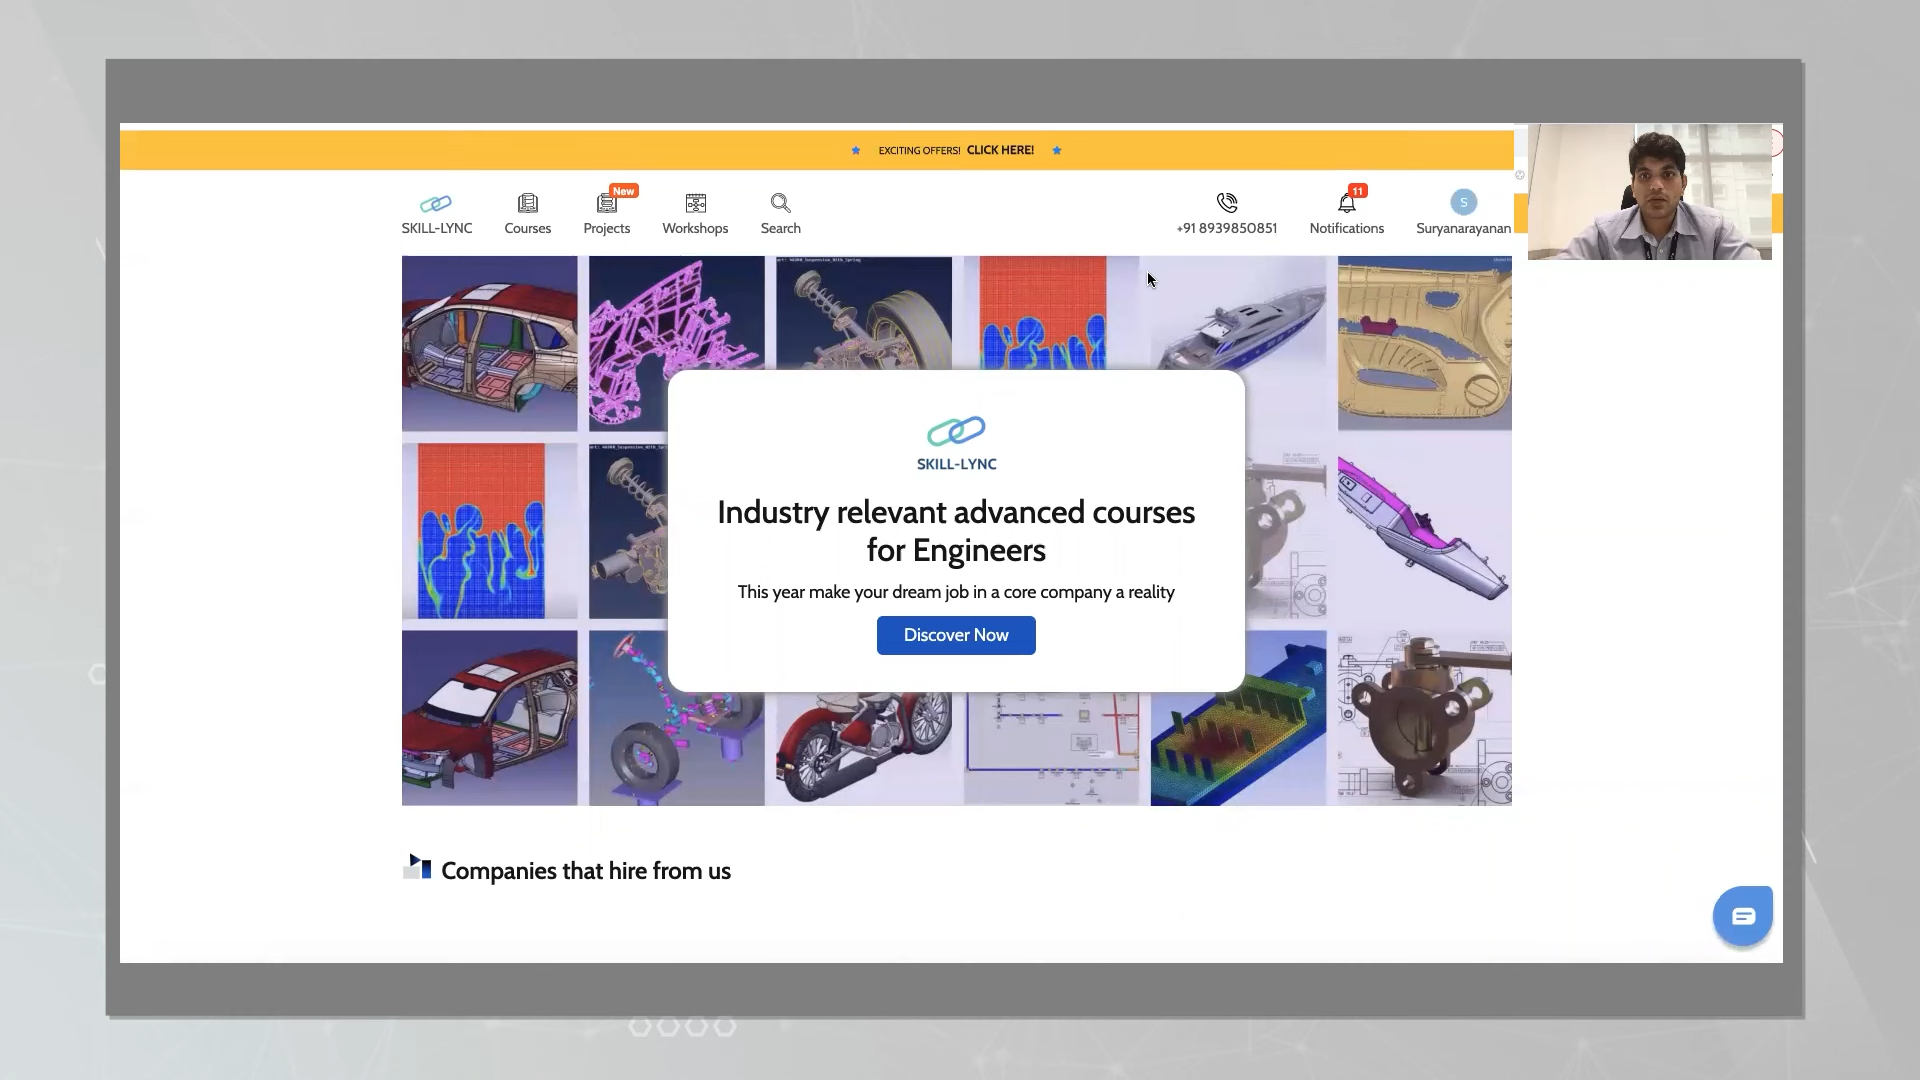 EXCITING OFFERS! CLICK HERE!
New
11
S
SKILL-LYNC
Courses
Projects
Workshops
Search
+91 8939850851
Notifications
Suryanarayanan
SKILL-LYNC
Industry relevant advanced courses
for Engineers
This year make your dream job in a core company a reality
Discover Now
Companies that hire from us